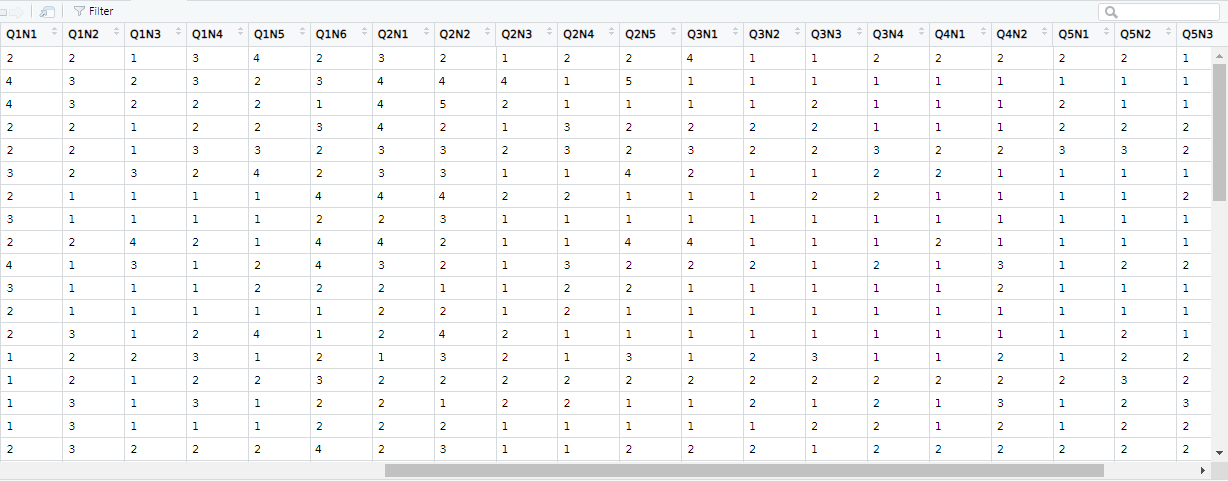 Filter
Q1N1 Q1N2 Q1N3 Q1N4 Q1N5 Q1N6 Q2N1 Q2N2 Q2N3 Q2N4 Q2N5 Q3N1 Q3N2 Q3N3 Q3N4 Q4N1 Q4N2 Q5N1 Q5N2 Q5N3
2 2 1 3 4 2 3 2 1 2 2 4 1 1 2 2 2 2 2 1
4 3 2 3 2 3 4 4 4 1 5 1 1 1 1 1 1 1 1 1
4 3 2 2 2 1 4 5 2 1 1 1 1 2 1 1 1 2 1 1
2 2 1 2 2 3 4 2 1 3 2 2 2 2 1 1 1 2 2 2
2 2 1 3 3 2 3 3 2 3 2 3 2 2 3 2 2 3 3 2
3 2 3 2 4 2 3 3 1 1 4 2 1 1 2 2 1 1 1 1
2 1 1 1 1 4 4 4 2 2 1 1 1 2 2 1 1 1 1 2
3 1 1 1 1 2 2 3 1 1 1 1 1 1 1 1 1 1 1 1
2 2 4 2 1 4 4 2 1 1 4 4 1 1 1 2 1 1 1 1
4 1 3 1 2 4 3 2 1 3 2 2 2 1 2 1 3 1 2 2
3 1 1 1 2 2 2 1 1 2 2 1 1 1 1 1 2 1 1 1
2 1 1 1 1 1 2 2 1 2 1 1 1 1 1 1 1 1 1 1
2 3 1 2 4 1 2 4 2 1 1 1 1 1 1 1 1 1 2 1
1 2 2 3 1 2 1 3 2 1 3 1 2 3 1 1 2 1 2 2
1 2 1 2 2 3 2 2 2 2 2 2 2 2 2 2 2 2 3 2
1 3 1 3 1 2 2 1 2 2 1 1 2 1 2 1 3 1 2 3
1 3 1 1 1 2 2 2 1 1 1 1 1 2 2 1 2 1 2 2
2 3 2 2 2 4 2 3 1 1 2 2 2 1 2 2 2 2 2 2